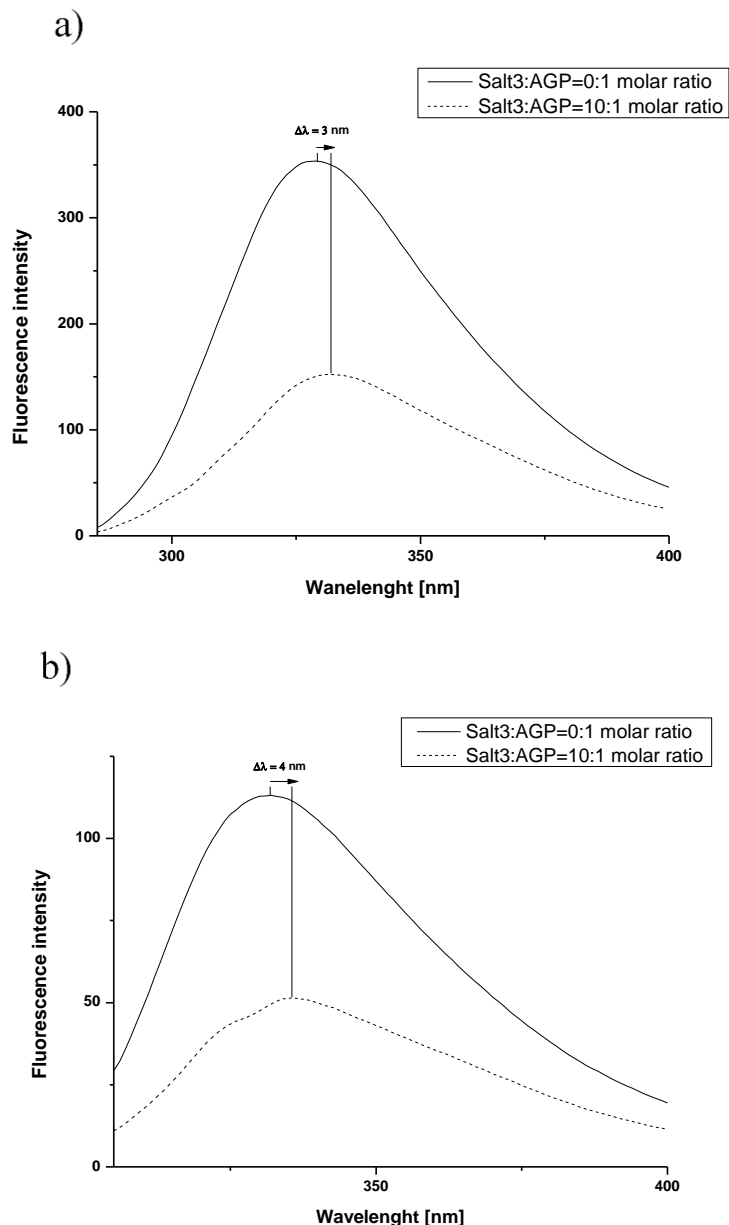 a)
Salt3:AGP=0:1 molar ratio
Salt3:AGP=10:1 molar ratio
400
Δλ = 3 nm
300
200
100
0
Fluorescence intensity
300
350
400
Wanelenght [nm]
b)
Salt3:AGP=0:1 molar ratio
Salt3:AGP=10:1 molar ratio
Δλ = 4 nm
100
50
0
Fluorescence intensity
350
400
Wavelenght [nm]